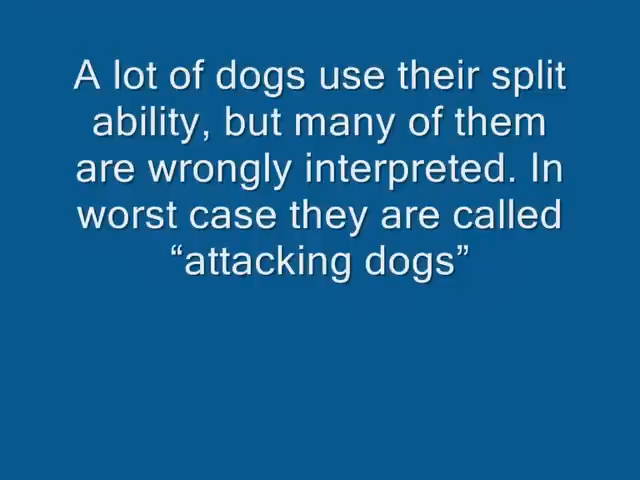 A lot of dogs use their split
ability, but many of them
are wrongly interpreted. In
worst case they are called
“attacking dogs”